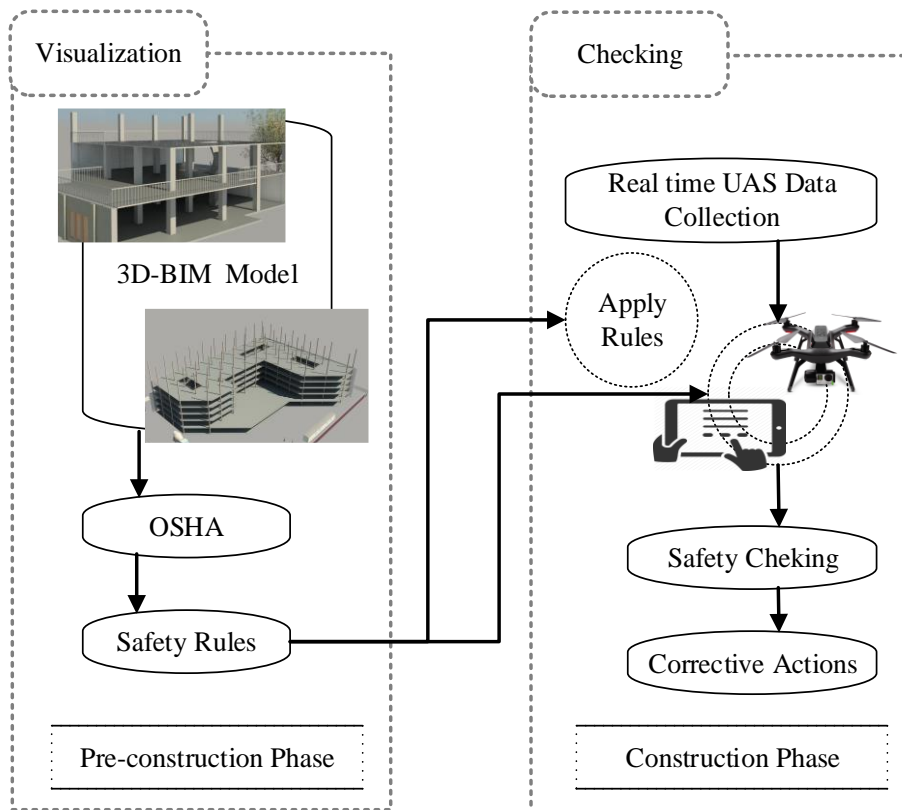 Visualization
3D-BIM Model
OSHA
Safety Rules
Pre-construction Phase
Checking
Real time UAS Data
Collection
Apply
Rules
Safety Cheking
Corrective Actions
Construction Phase